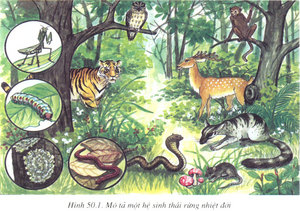 Hình 50.1. Mô tả một hệ sinh thái rừng nhiệt đới